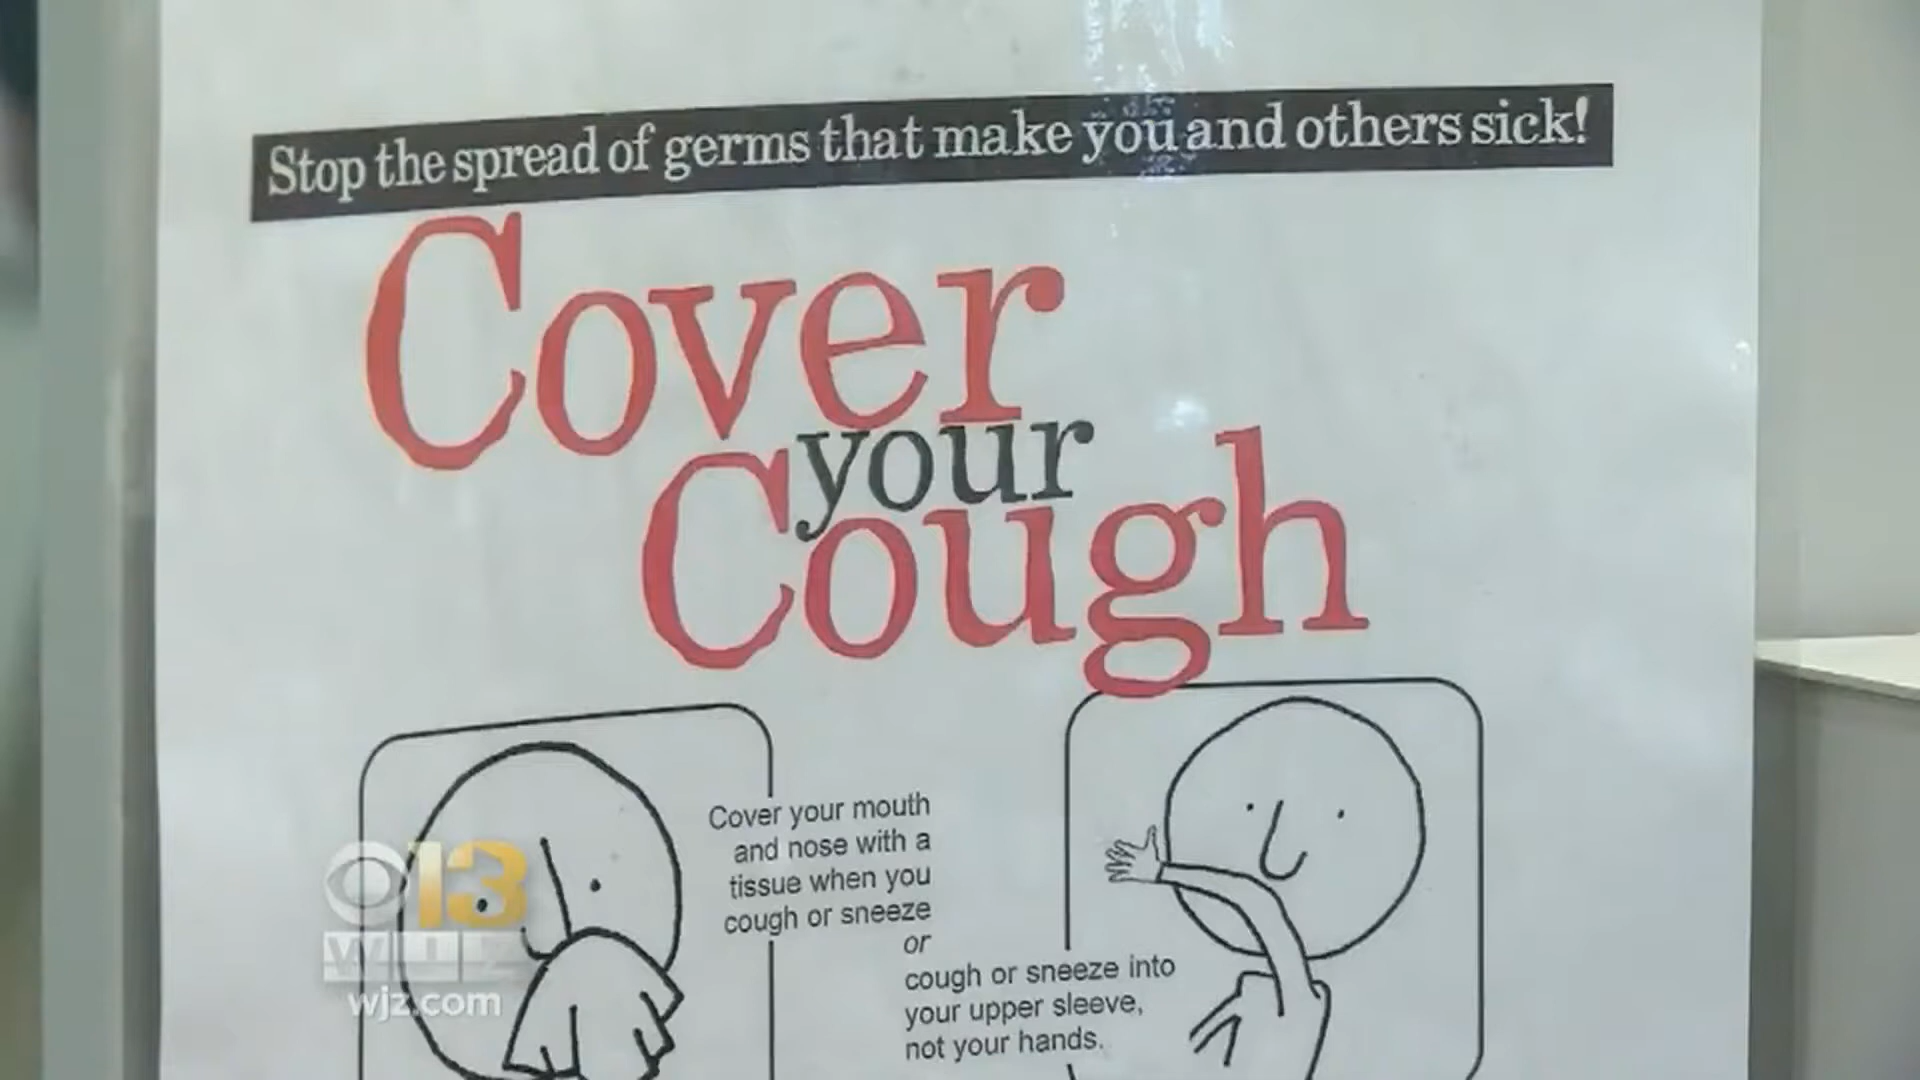 Stop the spread of germs that make you and others sick!
Cover
your
Cough
Cover your mouth
and nose with a
tissue when you
cough or sneeze
or
cough or sneeze into
your upper sleeve,
not your hands.
13
WJZ
wjz.com